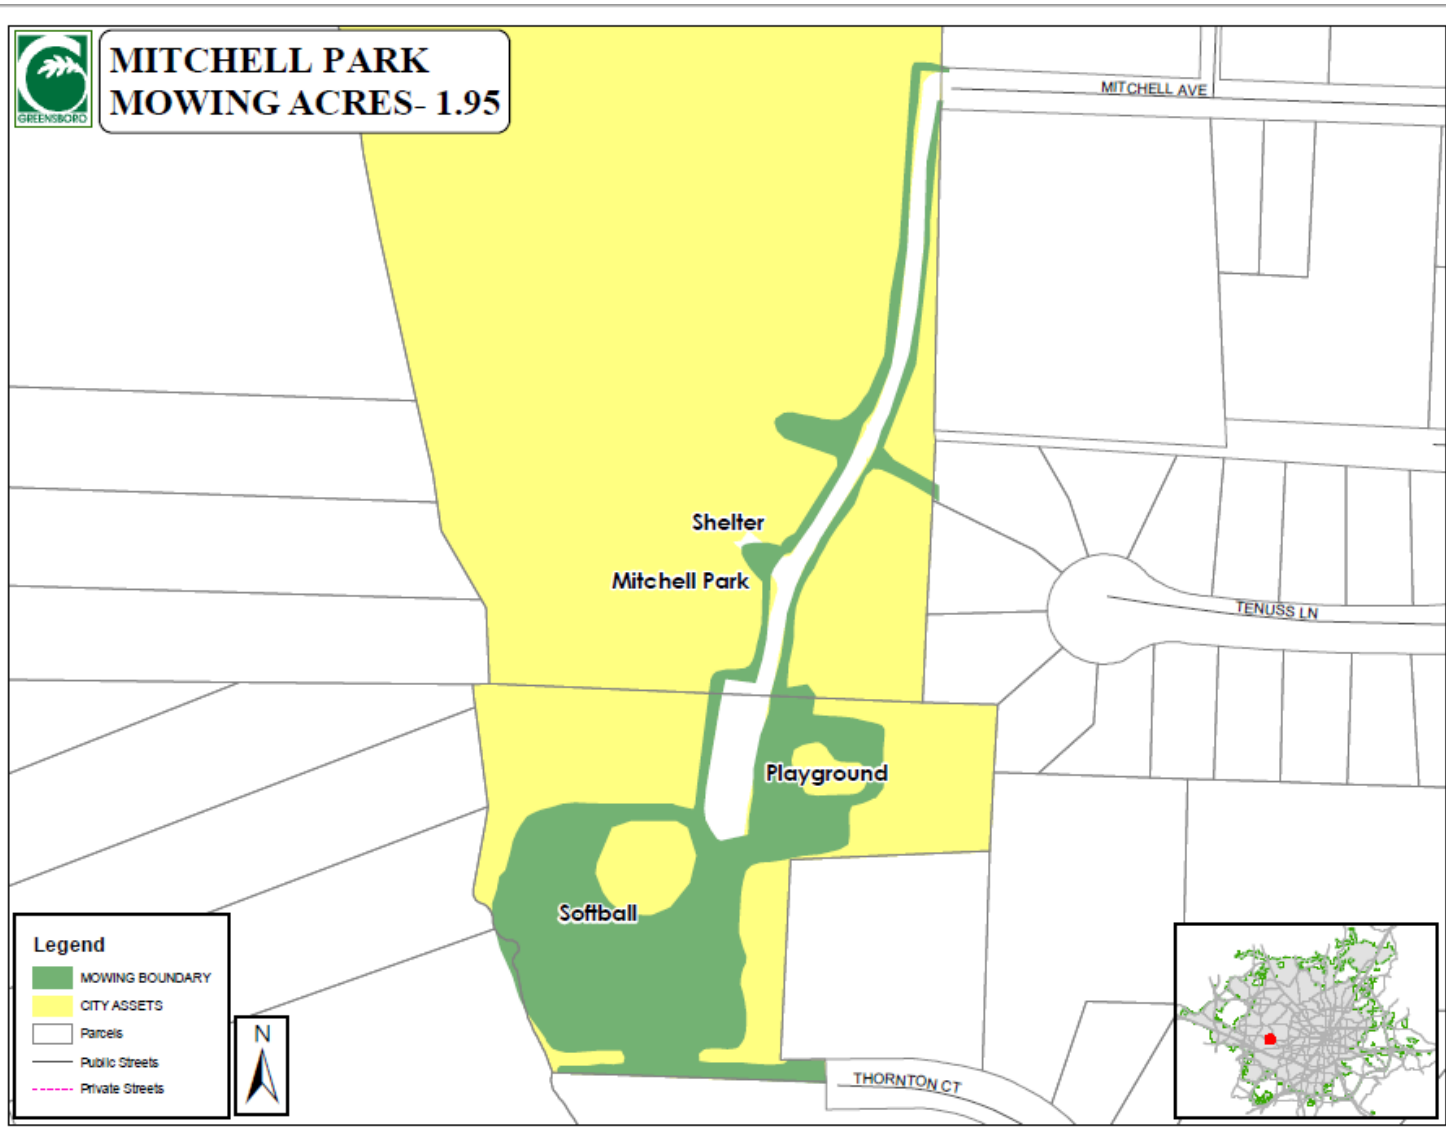 GREENSBORO
MITCHELL PARK
MOWING ACRES- 1.95
MITCHELL AVE
Shelter
Mitchell Park
TENUSS LN
Playground
Softball
Legend
MOWING BOUNDARY
CITY ASSETS
Parcels
Public Streets
Private Streets
N
THORNTON CT